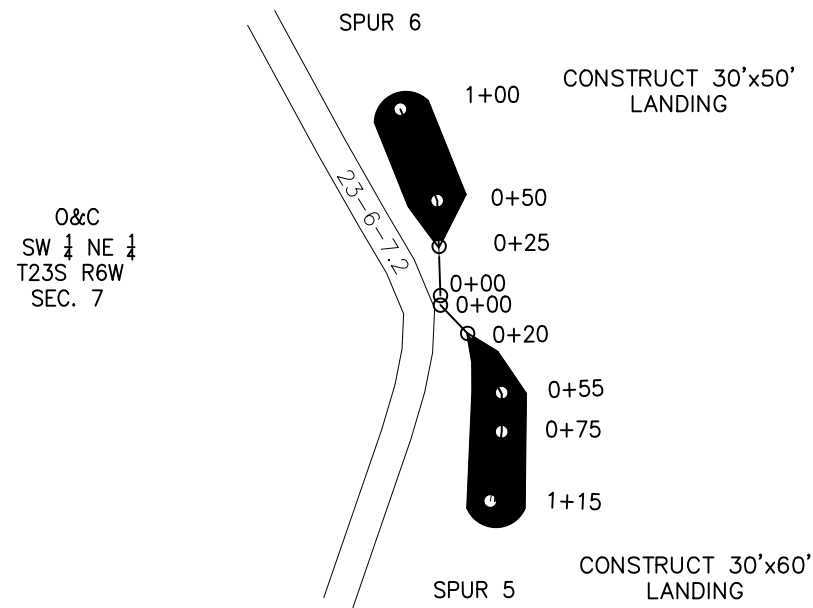 SPUR 6
CONSTRUCT 30'x50'
LANDING
1+00
23-6-7.2
0+50
O&C
SW 1/4 NE 1/4
T23S R6W
SEC. 7
0+25
0+00
0+00
0+20
0+55
0+75
1+15
CONSTRUCT 30'x60'
LANDING
SPUR 5